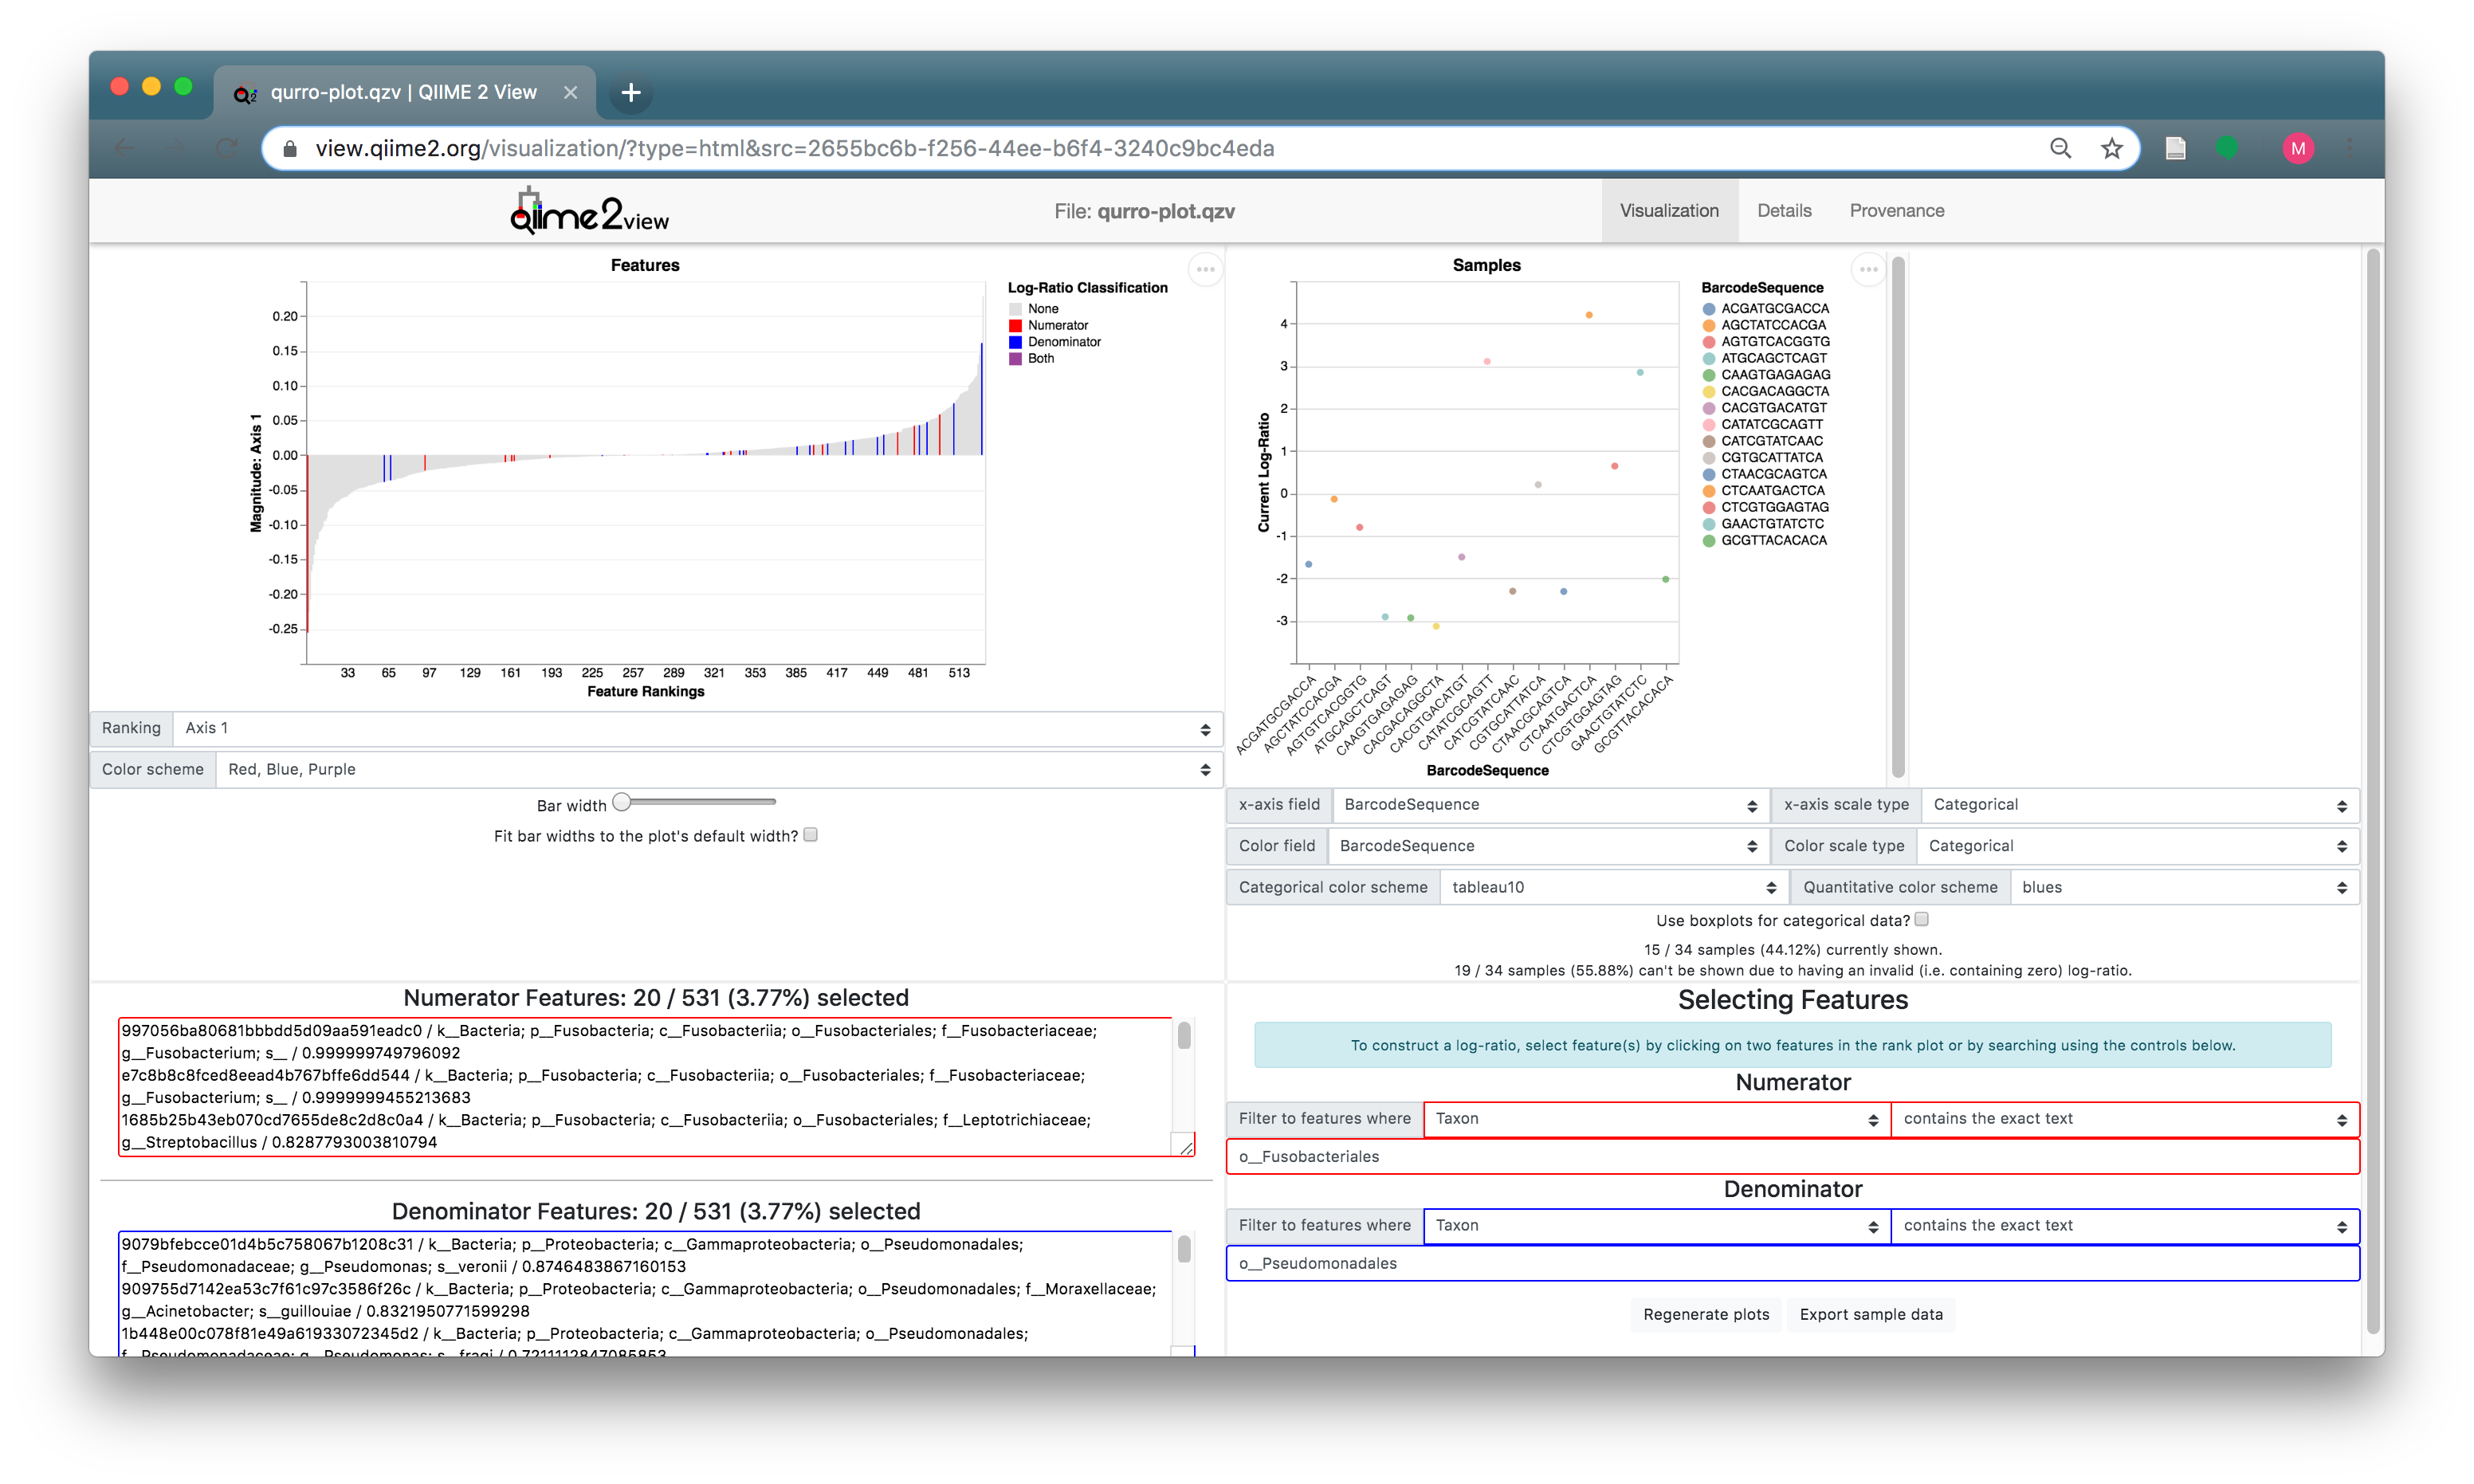 qurro-plot.qzv | QIIME 2 View
view.qiime2.org/visualization/?type=html&src=2655bc6b-f256-44ee-b6f4-3240c9bc4eda
M
qiime2view
File: qurro-plot.qzv
Visualization
Details
Provenance
Features
0.20
0.15
0.10
0.05
0.00
-0.05
-0.10
-0.15
-0.20
-0.25
Magnitude: Axis 1
33 65 97 129 161 193 225 257 289 321 353 385 417 449 481 513
Feature Rankings
Log-Ratio Classification
None
Numerator
Denominator
Both
Ranking Axis 1
Color scheme Red, Blue, Purple
Bar width
Fit bar widths to the plot's default width?
Samples
4
3
2
1
0
-1
-2
-3
Current Log-Ratio
ACGATGCGACCA
AGCTATCCACGA
AGTGTCACGGTG
ATGCAGCTCAGT
CAAGTGAGAGAG
CACGACAGGCTA
CACGTGACATGT
CATATCGCAGTT
CATCGTATCAAC
CGTGCATTATCA
CTAACGCAGTCA
CTCAATGACTCA
CTCGTGGAGTAG
GAACTGTATCTC
GCGTTACACACA
BarcodeSequence
BarcodeSequence
ACGATGCGACCA
AGCTATCCACGA
AGTGTCACGGTG
ATGCAGCTCAGT
CAAGTGAGAGAG
CACGACAGGCTA
CACGTGACATGT
CATATCGCAGTT
CATCGTATCAAC
CGTGCATTATCA
CTAACGCAGTCA
CTCAATGACTCA
CTCGTGGAGTAG
GAACTGTATCTC
GCGTTACACACA
x-axis field BarcodeSequence x-axis scale type Categorical
Color field BarcodeSequence Color scale type Categorical
Categorical color scheme tableau10 Quantitative color scheme blues
Use boxplots for categorical data?
15 / 34 samples (44.12%) currently shown.
19 / 34 samples (55.88%) can't be shown due to having an invalid (i.e. containing zero) log-ratio.
Numerator Features: 20 / 531 (3.77%) selected
997056ba80681bbbdd5d09aa591eadc0 / k__Bacteria; p__Fusobacteria; c__Fusobacteriia; o__Fusobacteriales; f__Fusobacteriaceae;
g__Fusobacterium; s__ / 0.999999749796092
e7c8b8c8fced8eead4b767bffe6dd544 / k__Bacteria; p__Fusobacteria; c__Fusobacteriia; o__Fusobacteriales; f__Fusobacteriaceae;
g__Fusobacterium; s__ / 0.9999999455213683
1685b25b43eb070cd7655de8c2d8c0a4 / k__Bacteria; p__Fusobacteria; c__Fusobacteriia; o__Fusobacteriales; f__Leptotrichiaceae;
g__Streptobacillus / 0.8287793003810794
Denominator Features: 20 / 531 (3.77%) selected
9079bfebcce01d4b5c758067b1208c31 / k__Bacteria; p__Proteobacteria; c__Gammaproteobacteria; o__Pseudomonadales;
f__Pseudomonadaceae; g__Pseudomonas; s__veronii / 0.8746483867160153
909755d7142ea53c7f61c97c3586f26c / k__Bacteria; p__Proteobacteria; c__Gammaproteobacteria; o__Pseudomonadales; f__Moraxellaceae;
g__Acinetobacter; s__guillouiae / 0.8321950771599298
1b448e00c078f81e49a61933072345d2 / k__Bacteria; p__Proteobacteria; c__Gammaproteobacteria; o__Pseudomonadales;
f__Pseudomonadaceae; g__Pseudomonas; s__fragi / 0.7211112847085853
Selecting Features
To construct a log-ratio, select feature(s) by clicking on two features in the rank plot or by searching using the controls below.
Numerator
Filter to features where Taxon contains the exact text
o__Fusobacteriales
Denominator
Filter to features where Taxon contains the exact text
o__Pseudomonadales
Regenerate plots Export sample data